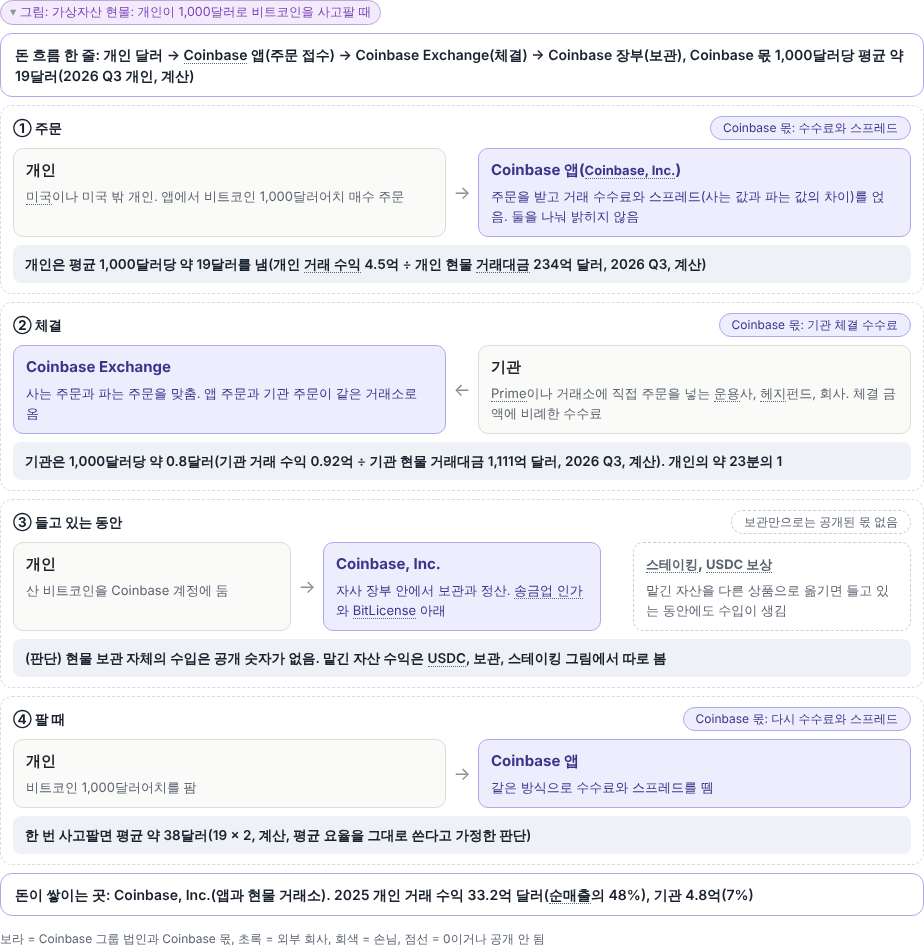 ▾ 그림: 가상자산 현물: 개인이 1,000달러로 비트코인을 사고팔 때
돈 흐름 한 줄: 개인 달러 → Coinbase 앱(주문 접수) → Coinbase Exchange(체결) → Coinbase 장부(보관), Coinbase 몫 1,000달러당 평균 약
19달러(2026 Q3 개인, 계산)
① 주문
Coinbase 몫: 수수료와 스프레드
개인
미국이나 미국 밖 개인. 앱에서 비트코인 1,000달러어치 매수 주문
→
Coinbase 앱(Coinbase, Inc.)
주문을 받고 거래 수수료와 스프레드(사는 값과 파는 값의 차이)를 얹
음. 둘을 나눠 밝히지 않음
개인은 평균 1,000달러당 약 19달러를 냄(개인 거래 수익 4.5억 ÷ 개인 현물 거래대금 234억 달러, 2026 Q3, 계산)
② 체결
Coinbase 몫: 기관 체결 수수료
Coinbase Exchange
사는 주문과 파는 주문을 맞춤. 앱 주문과 기관 주문이 같은 거래소로
옴
←
기관
Prime이나 거래소에 직접 주문을 넣는 운용사, 헤지펀드, 회사. 체결 금
액에 비례한 수수료
기관은 1,000달러당 약 0.8달러(기관 거래 수익 0.92억 ÷ 기관 현물 거래대금 1,111억 달러, 2026 Q3, 계산). 개인의 약 23분의 1
③ 들고 있는 동안
보관만으로는 공개된 몫 없음
개인
산 비트코인을 Coinbase 계정에 둠
→
Coinbase, Inc.
자사 장부 안에서 보관과 정산. 송금업 인가
와 BitLicense 아래
스테이킹, USDC 보상
맡긴 자산을 다른 상품으로 옮기면 들고 있
는 동안에도 수입이 생김
(판단) 현물 보관 자체의 수입은 공개 숫자가 없음. 맡긴 자산 수익은 USDC, 보관, 스테이킹 그림에서 따로 봄
④ 팔 때
Coinbase 몫: 다시 수수료와 스프레드
개인
비트코인 1,000달러어치를 팜
→
Coinbase 앱
같은 방식으로 수수료와 스프레드를 뗌
한 번 사고팔면 평균 약 38달러(19 × 2, 계산, 평균 요율을 그대로 쓴다고 가정한 판단)
돈이 쌓이는 곳: Coinbase, Inc.(앱과 현물 거래소). 2025 개인 거래 수익 33.2억 달러(순매출의 48%), 기관 4.8억(7%)
보라 = Coinbase 그룹 법인과 Coinbase 몫, 초록 = 외부 회사, 회색 = 손님, 점선 = 0이거나 공개 안 됨